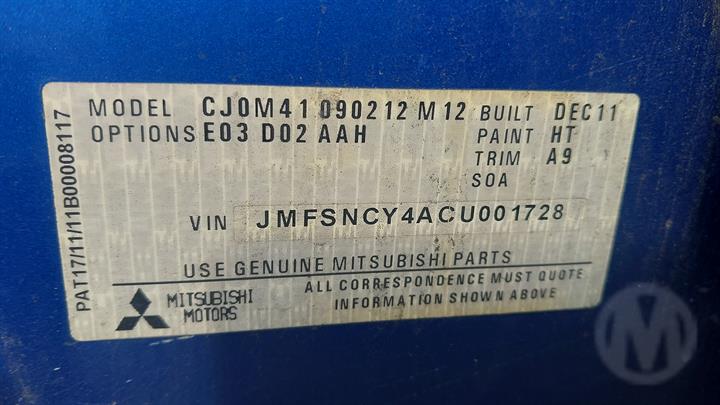 MODEL CJ0M41 090212 M12 BUILT DEC11
OPTIONS E03 D02 AAH PAINT HT
TRIM A9
SOA
VIN JMFSNCY4ACU001728
USE GENUINE MITSUBISHI PARTS
MITSUBISHI MOTORS
ALL CORRESPONDENCE MUST QUOTE
INFORMATION SHOWN ABOVE
PAT17/11/11B00008117
M